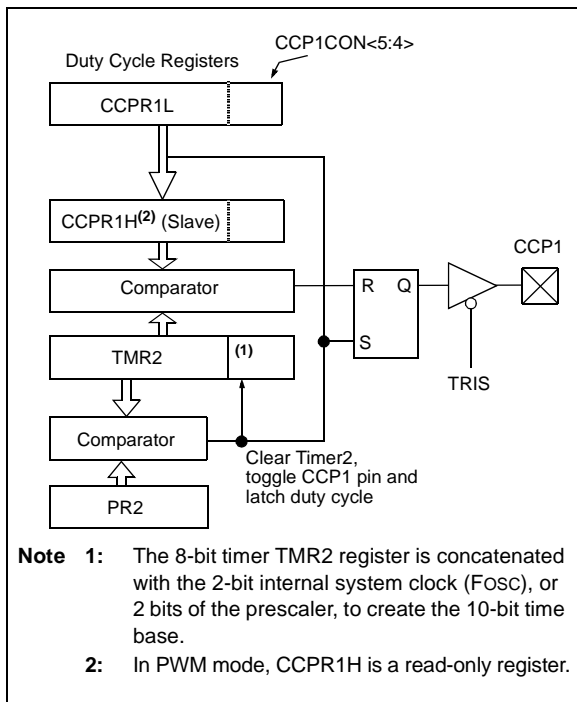 CCP1CON<5:4>
Duty Cycle Registers
CCPR1L
CCPR1H(2) (Slave)
CCP1
Comparator
R Q
(1)
TMR2
S
TRIS
Comparator
Clear Timer2,
toggle CCP1 pin and
latch duty cycle
PR2
Note 1: The 8-bit timer TMR2 register is concatenated
with the 2-bit internal system clock (FOSC), or
2 bits of the prescaler, to create the 10-bit time
base.
2: In PWM mode, CCPR1H is a read-only register.